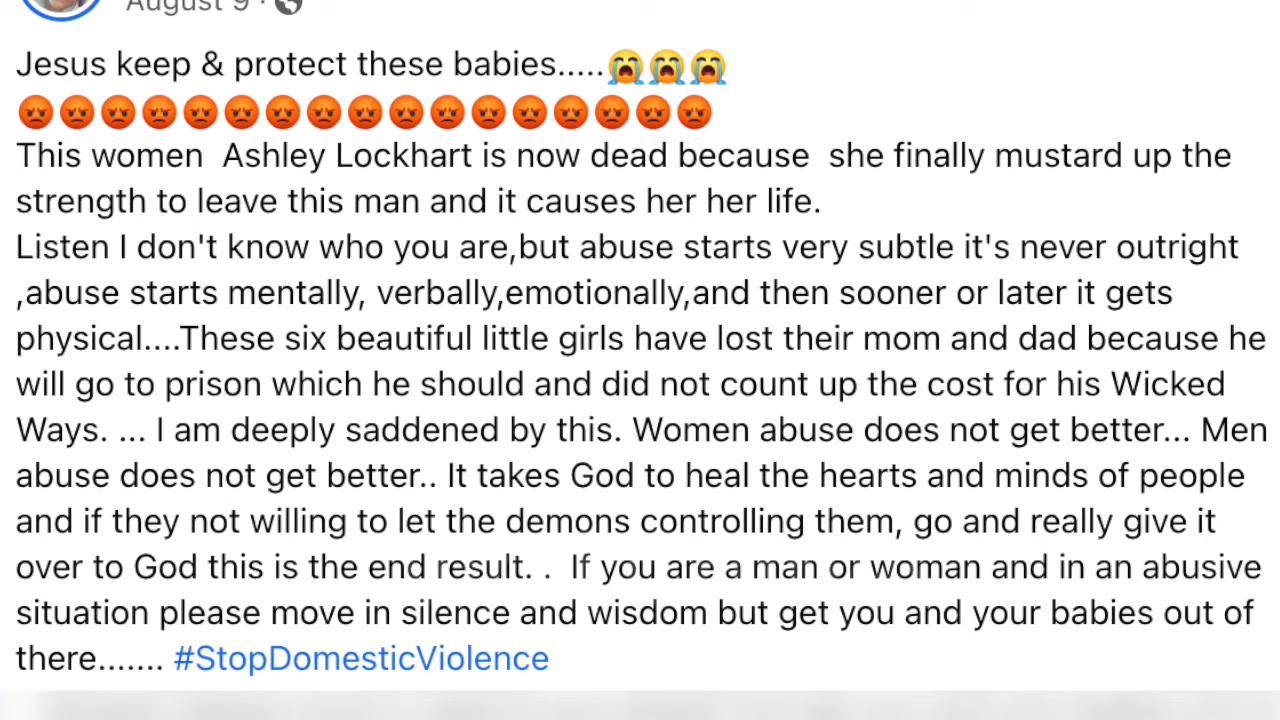 August 9 ·
Jesus keep & protect these babies.....😭😭😭
😡😡😡😡😡😡😡😡😡😡😡😡😡😡😡😡😡
This women  Ashley Lockhart is now dead because  she finally mustard up the
strength to leave this man and it causes her her life.
Listen I don't know who you are,but abuse starts very subtle it's never outright
,abuse starts mentally, verbally,emotionally,and then sooner or later it gets
physical....These six beautiful little girls have lost their mom and dad because he
will go to prison which he should and did not count up the cost for his Wicked
Ways. ... I am deeply saddened by this. Women abuse does not get better... Men
abuse does not get better.. It takes God to heal the hearts and minds of people
and if they not willing to let the demons controlling them, go and really give it
over to God this is the end result. .  If you are a man or woman and in an abusive
situation please move in silence and wisdom but get you and your babies out of
there....... #StopDomesticViolence